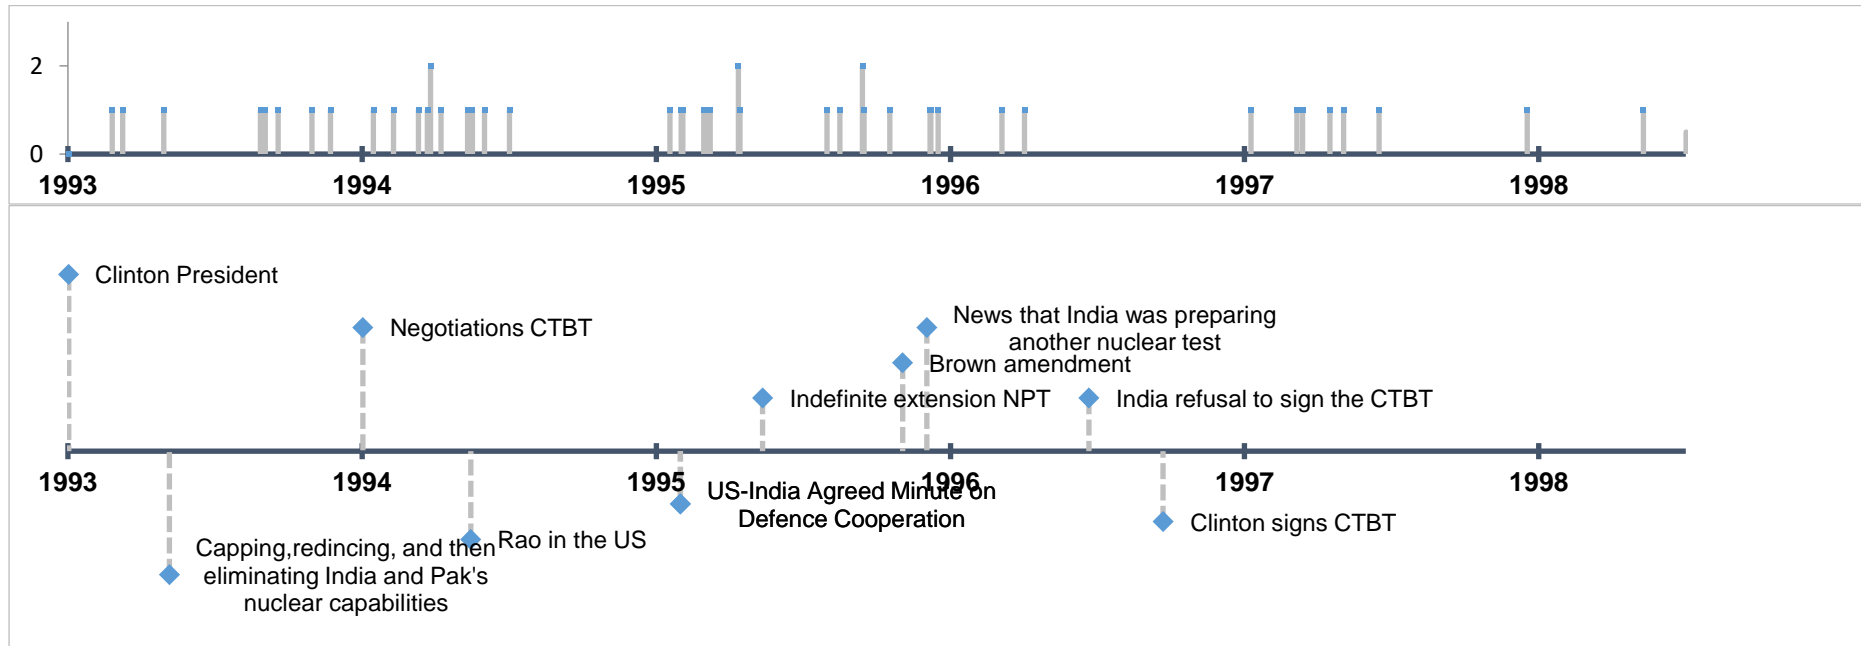 2
0
1993 1994 1995 1996 1997 1998
Clinton President
Negotiations CTBT
News that India was preparing
another nuclear test
Brown amendment
Indefinite extension NPT
India refusal to sign the CTBT
1993 1994 1995 1996 1997 1998
US-India Agreed Minute on
Defence Cooperation
Clinton signs CTBT
Rao in the US
Capping,redincing, and then
eliminating India and Pak's
nuclear capabilities